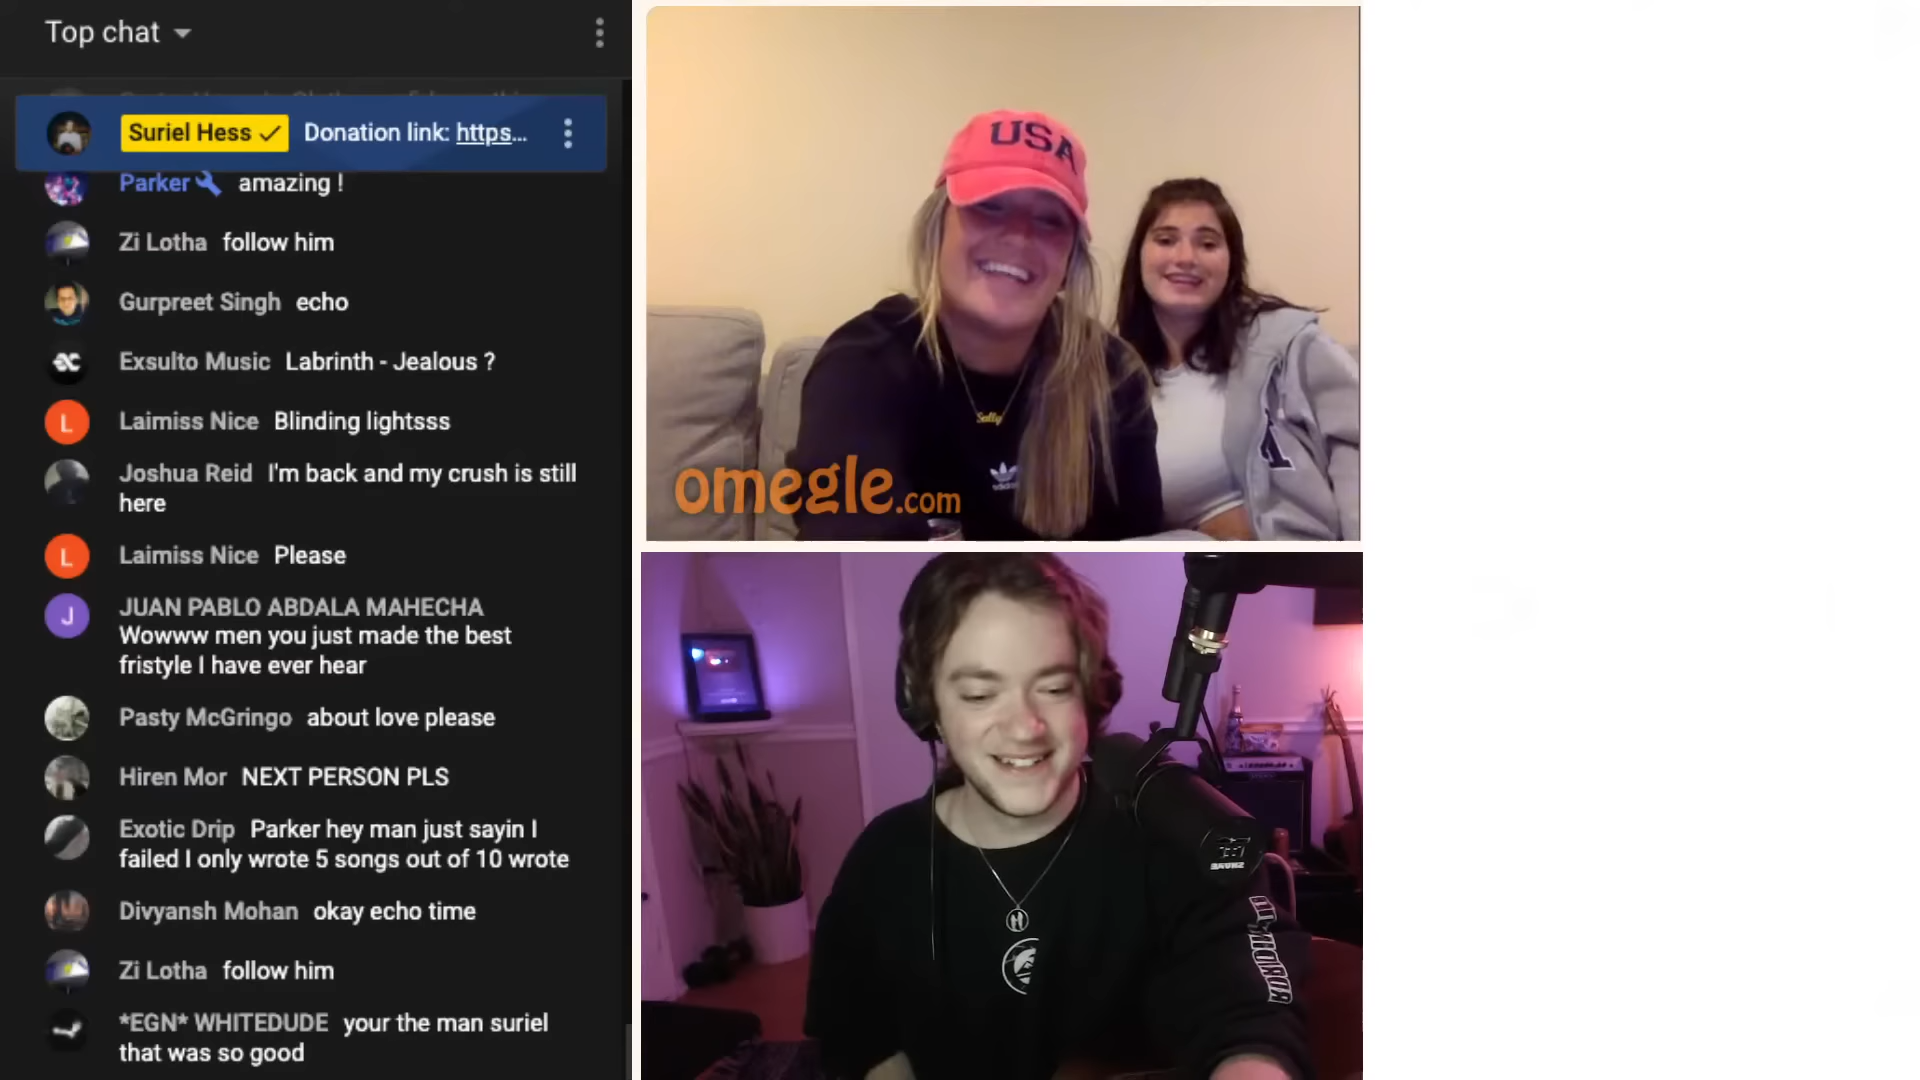 Top chat
Suriel Hess Donation link: https...
Parker amazing !
Zi Lotha follow him
Gurpreet Singh echo
Exsulto Music Labrinth - Jealous ?
L
Laimiss Nice Blinding lightsss
Joshua Reid I'm back and my crush is still
here
L
Laimiss Nice Please
J
JUAN PABLO ABDALA MAHECHA
Wowww men you just made the best
fristyle I have ever hear
Pasty McGringo about love please
Hiren Mor NEXT PERSON PLS
Exotic Drip Parker hey man just sayin I
failed I only wrote 5 songs out of 10 wrote
Divyansh Mohan okay echo time
Zi Lotha follow him
*EGN* WHITEDUDE your the man suriel
that was so good
USA
Sally
adidas
omegle.com